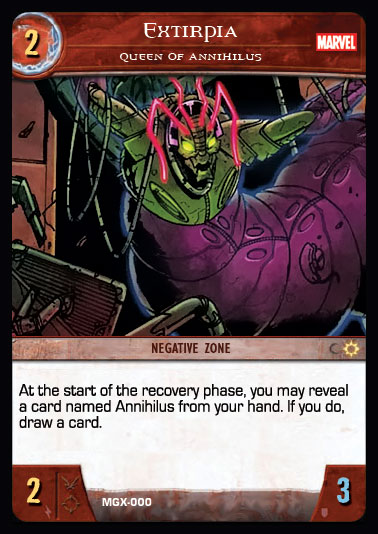 2
Extirpia
Queen of Annihilus
MARVEL
NEGATIVE ZONE
C
At the start of the recovery phase, you may reveal
a card named Annihilus from your hand. If you do,
draw a card.
2
MGX-000
3